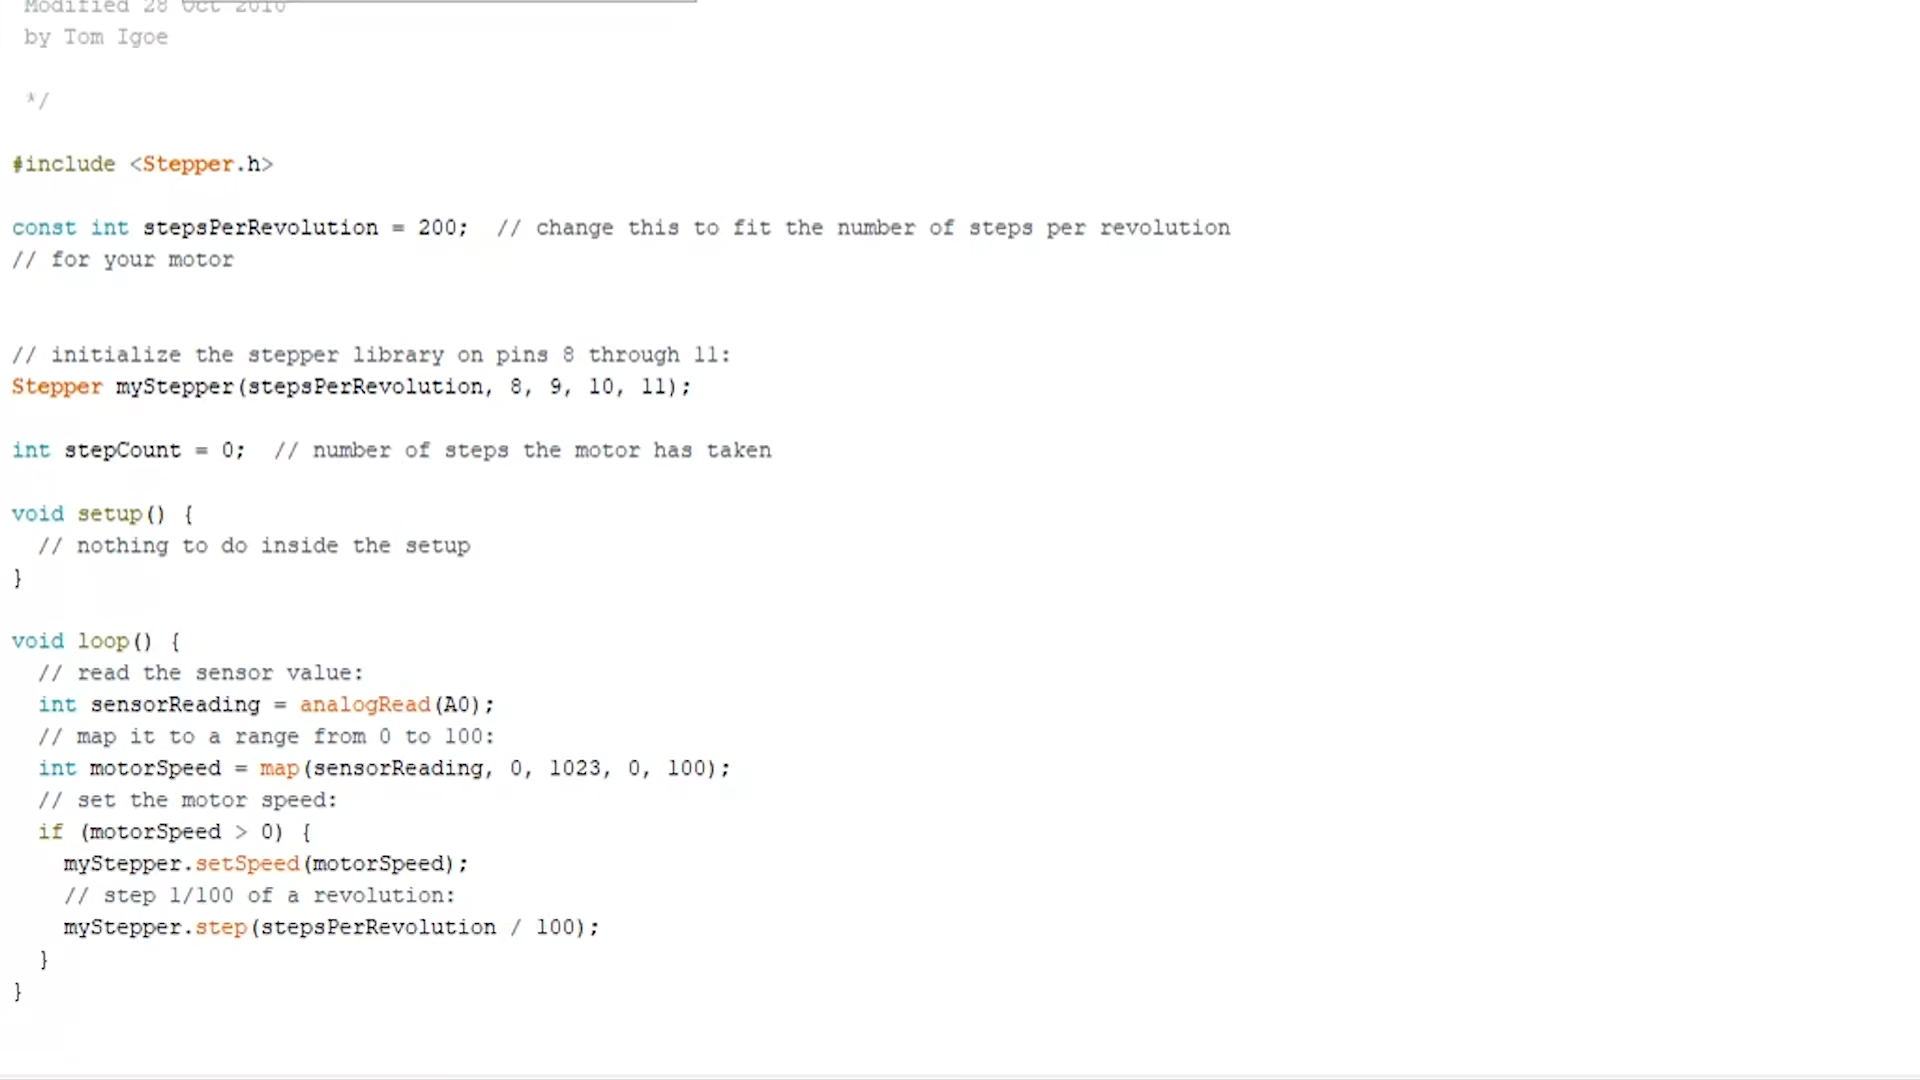 Modified 28 Oct 2010
by Tom Igoe
*/
#include <Stepper.h>
const int stepsPerRevolution = 200;  // change this to fit the number of steps per revolution
// for your motor
// initialize the stepper library on pins 8 through 11:
Stepper myStepper(stepsPerRevolution, 8, 9, 10, 11);
int stepCount = 0;  // number of steps the motor has taken
void setup() {
  // nothing to do inside the setup
}
void loop() {
  // read the sensor value:
  int sensorReading = analogRead(A0);
  // map it to a range from 0 to 100:
  int motorSpeed = map(sensorReading, 0, 1023, 0, 100);
  // set the motor speed:
  if (motorSpeed > 0) {
    myStepper.setSpeed(motorSpeed);
    // step 1/100 of a revolution:
    myStepper.step(stepsPerRevolution / 100);
  }
}